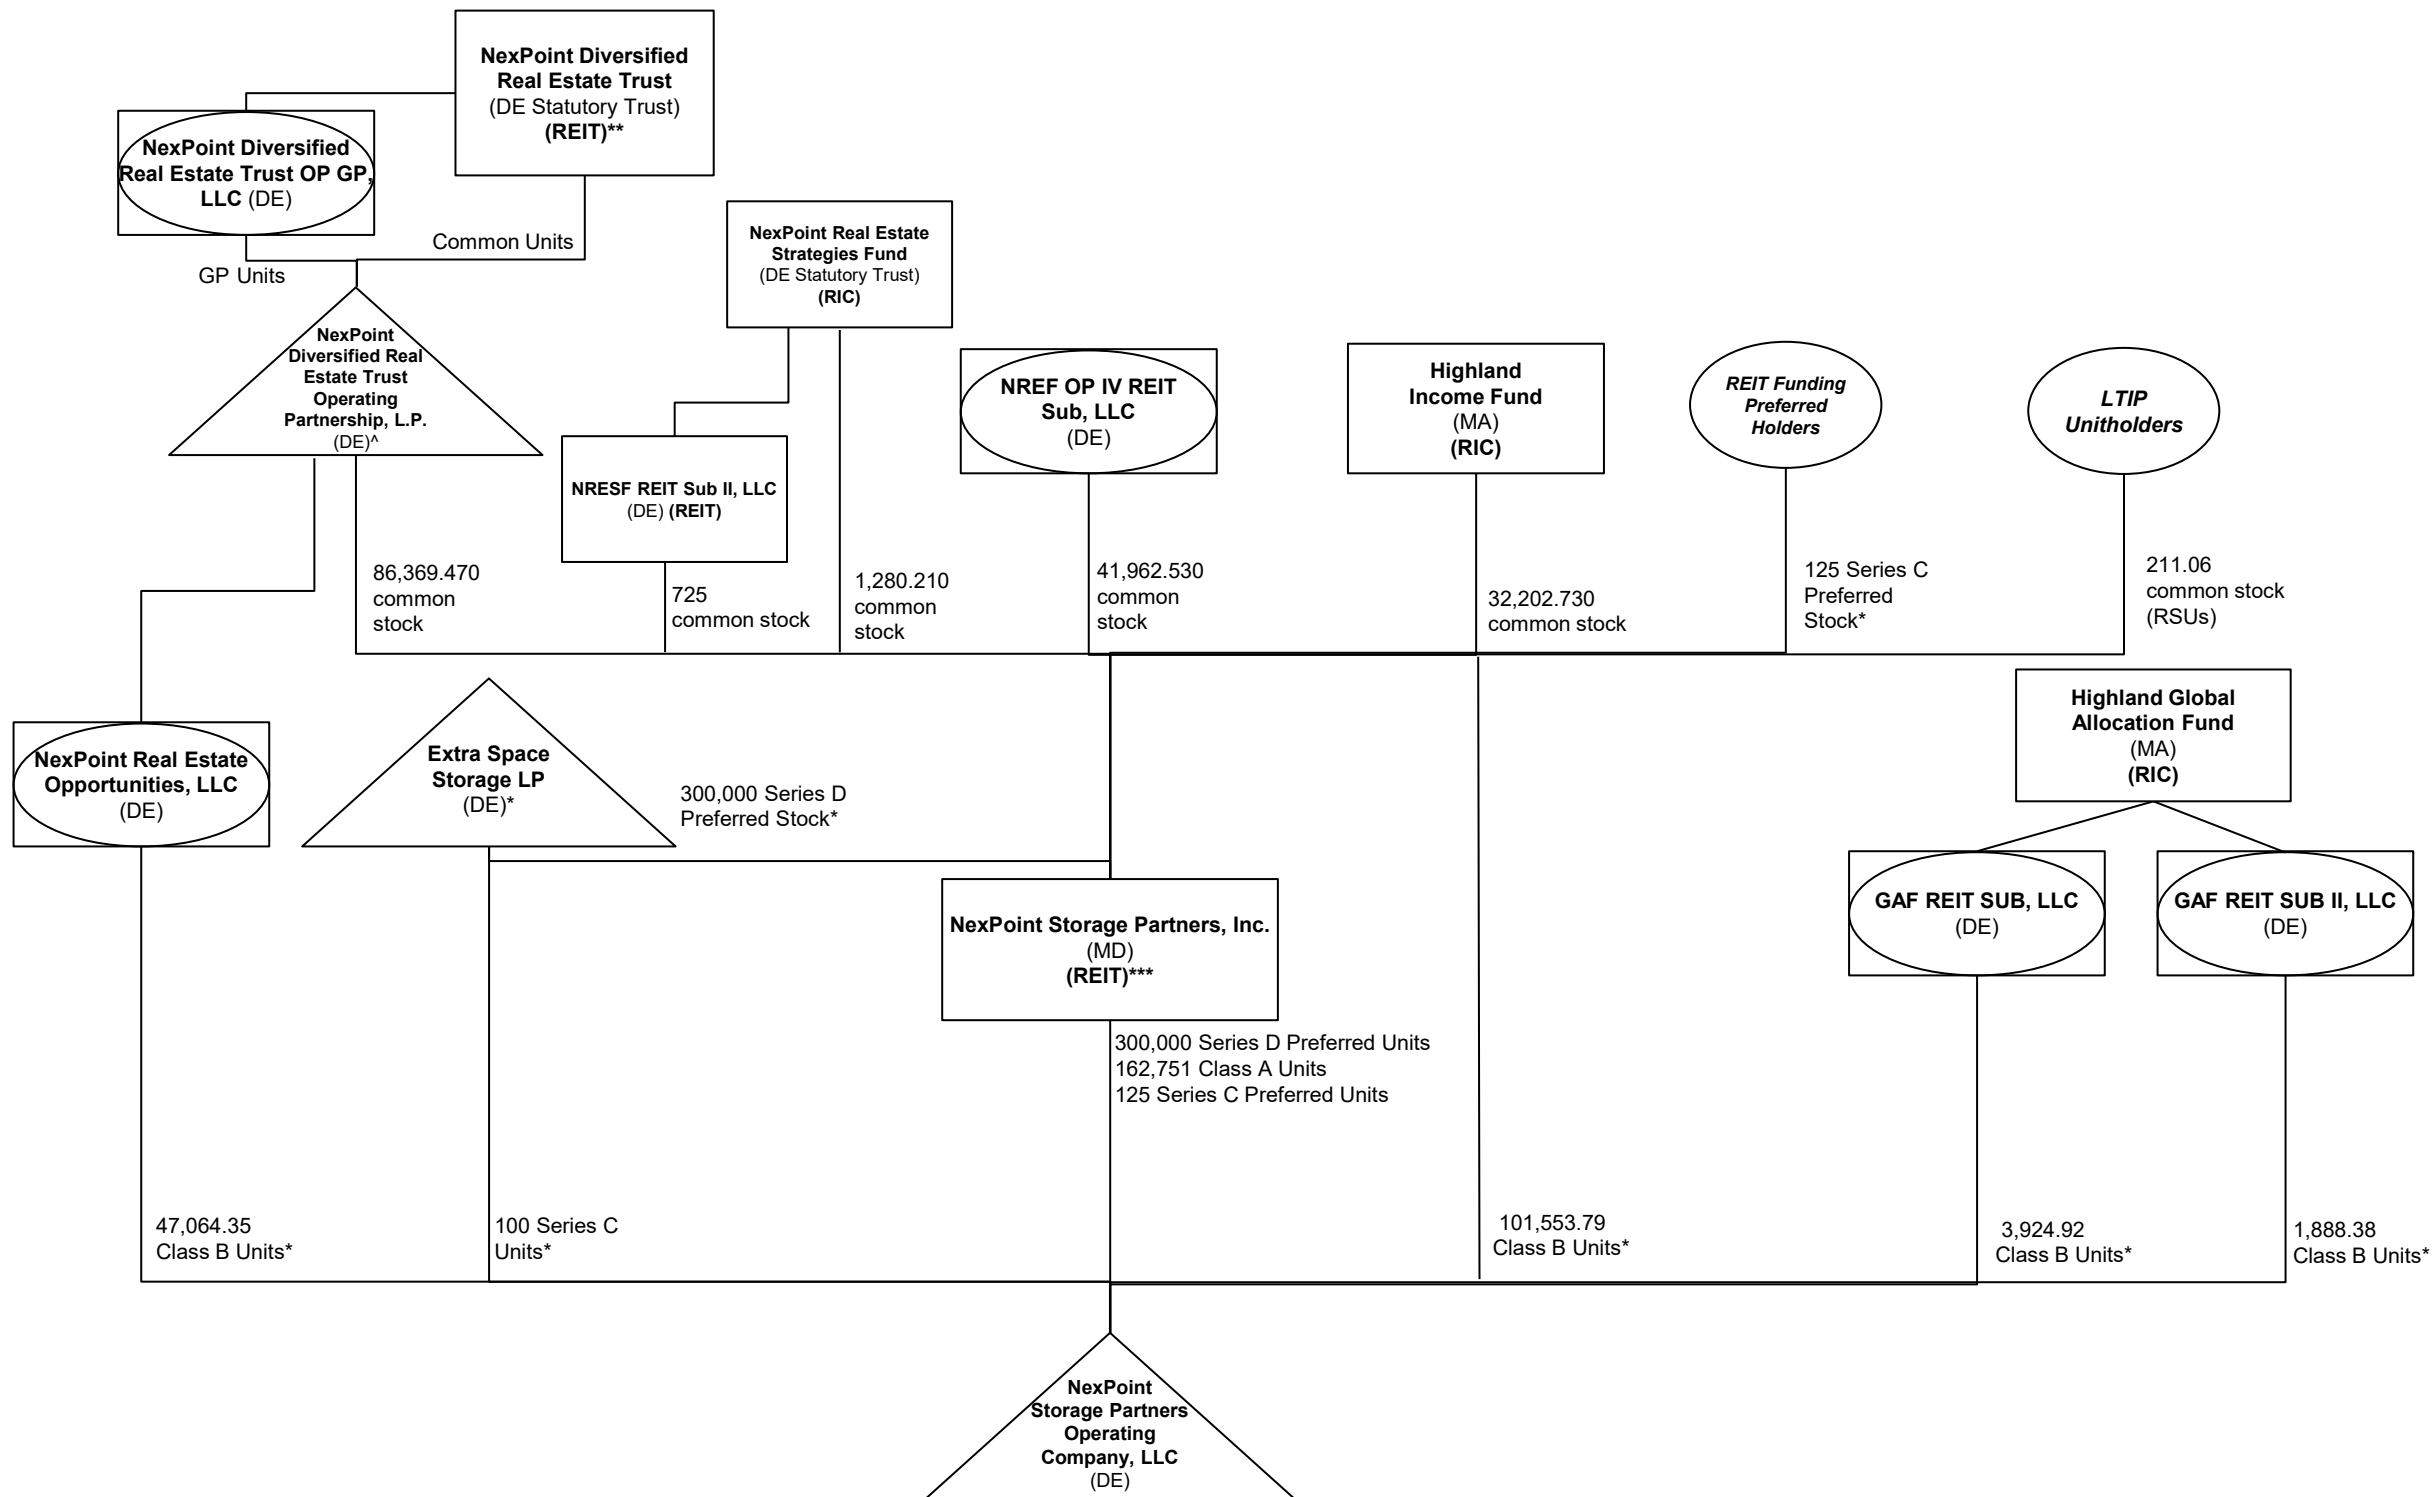 NexPoint Diversified
Real Estate Trust
(DE Statutory Trust)
(REIT)**
NexPoint Diversified
Real Estate Trust OP GP,
LLC (DE)
Common Units
GP Units
NexPoint Real Estate
Strategies Fund
(DE Statutory Trust)
(RIC)
NexPoint
Diversified Real
Estate Trust
Operating
Partnership, L.P.
(DE)^
NREF OP IV REIT
Sub, LLC
(DE)
Highland
Income Fund
(MA)
(RIC)
REIT Funding
Preferred
Holders
LTIP
Unitholders
NRESF REIT Sub II, LLC
(DE) (REIT)
86,369.470
common
stock
725
common stock
1,280.210
common
stock
41,962.530
common
stock
32,202.730
common stock
125 Series C
Preferred
Stock*
211.06
common stock
(RSUs)
NexPoint Real Estate
Opportunities, LLC
(DE)
Extra Space
Storage LP
(DE)*
300,000 Series D
Preferred Stock*
Highland Global
Allocation Fund
(MA)
(RIC)
NexPoint Storage Partners, Inc.
(MD)
(REIT)***
GAF REIT SUB, LLC
(DE)
GAF REIT SUB II, LLC
(DE)
300,000 Series D Preferred Units
162,751 Class A Units
125 Series C Preferred Units
47,064.35
Class B Units*
100 Series C
Units*
101,553.79
Class B Units*
3,924.92
Class B Units*
1,888.38
Class B Units*
NexPoint
Storage Partners
Operating
Company, LLC
(DE)